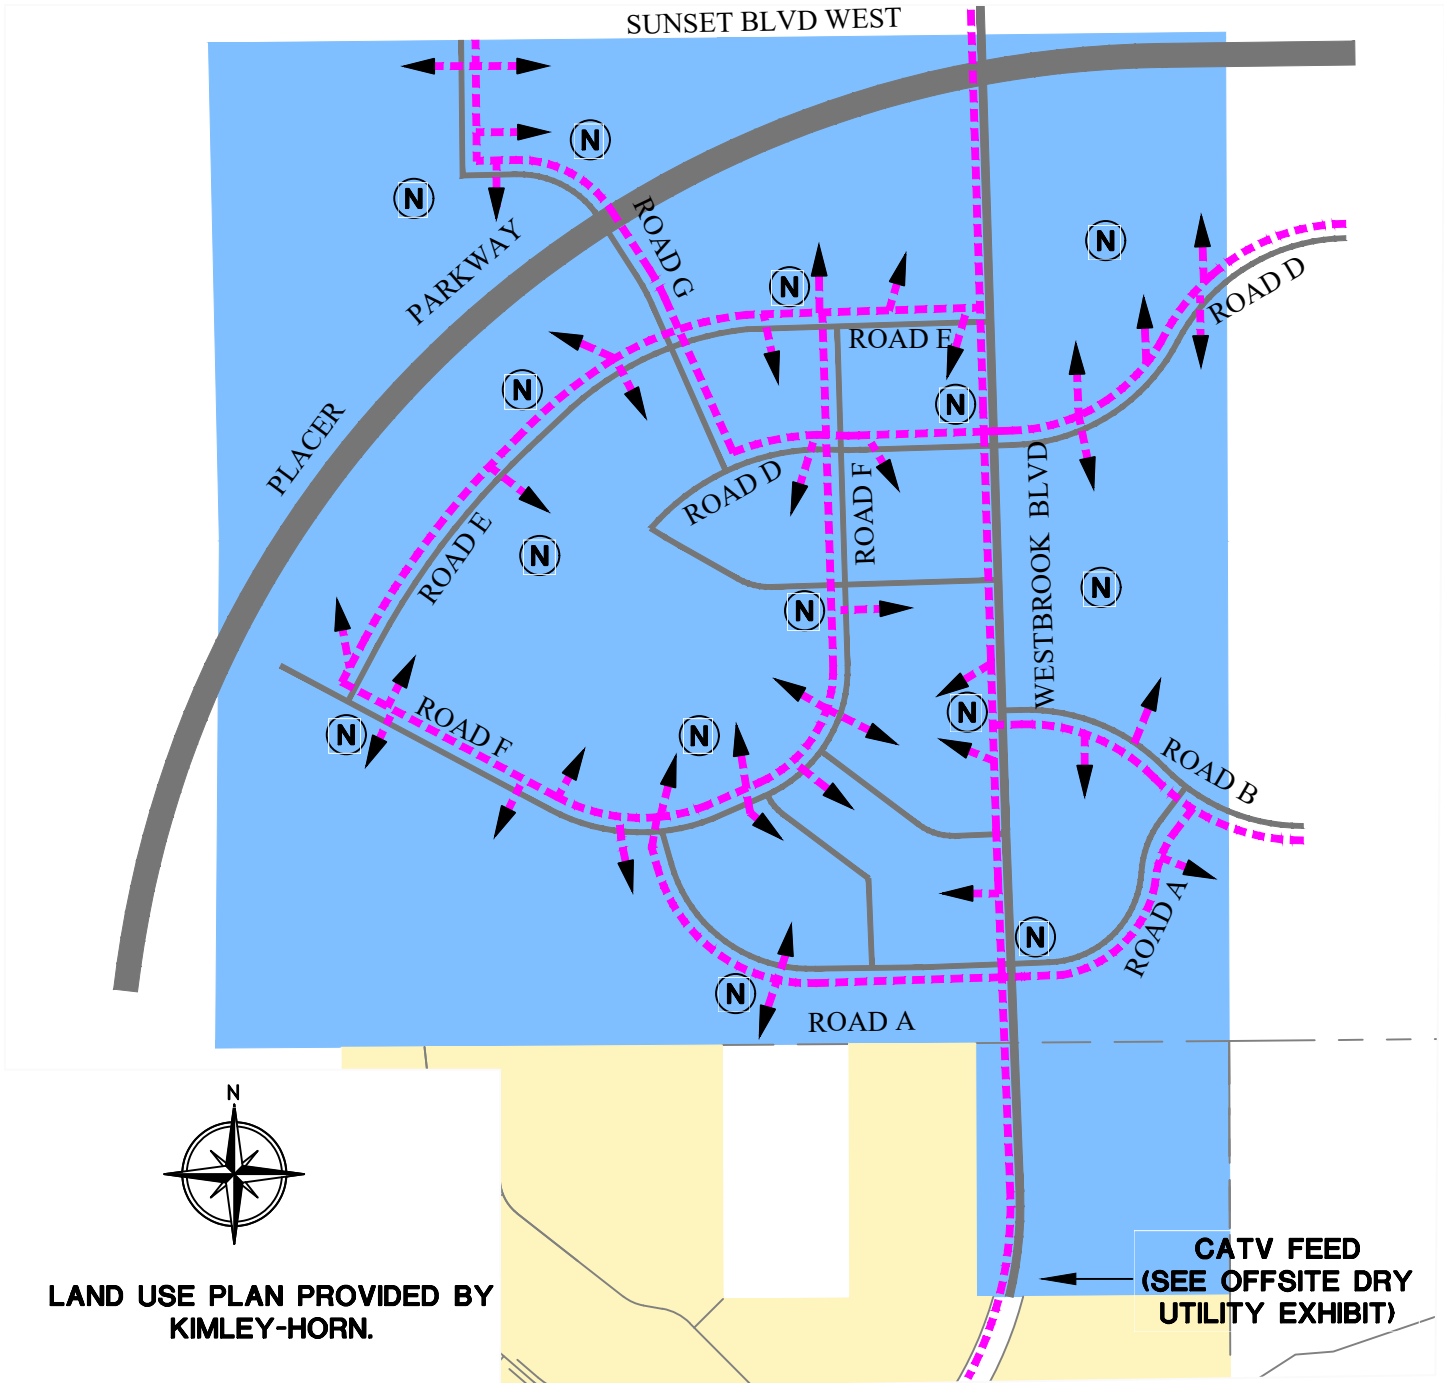 SUNSET BLVD WEST
N
N
ROAD G
PARKWAY
N
N
ROAD D
ROAD E
N
N
PLACER
ROAD D
ROAD F
WESTBROOK BLVD
ROAD E
N
N
N
ROAD F
N
N
N
ROAD B
ROAD A
N
N
ROAD A
N
LAND USE PLAN PROVIDED BY
KIMLEY-HORN.
CATV FEED
(SEE OFFSITE DRY
UTILITY EXHIBIT)